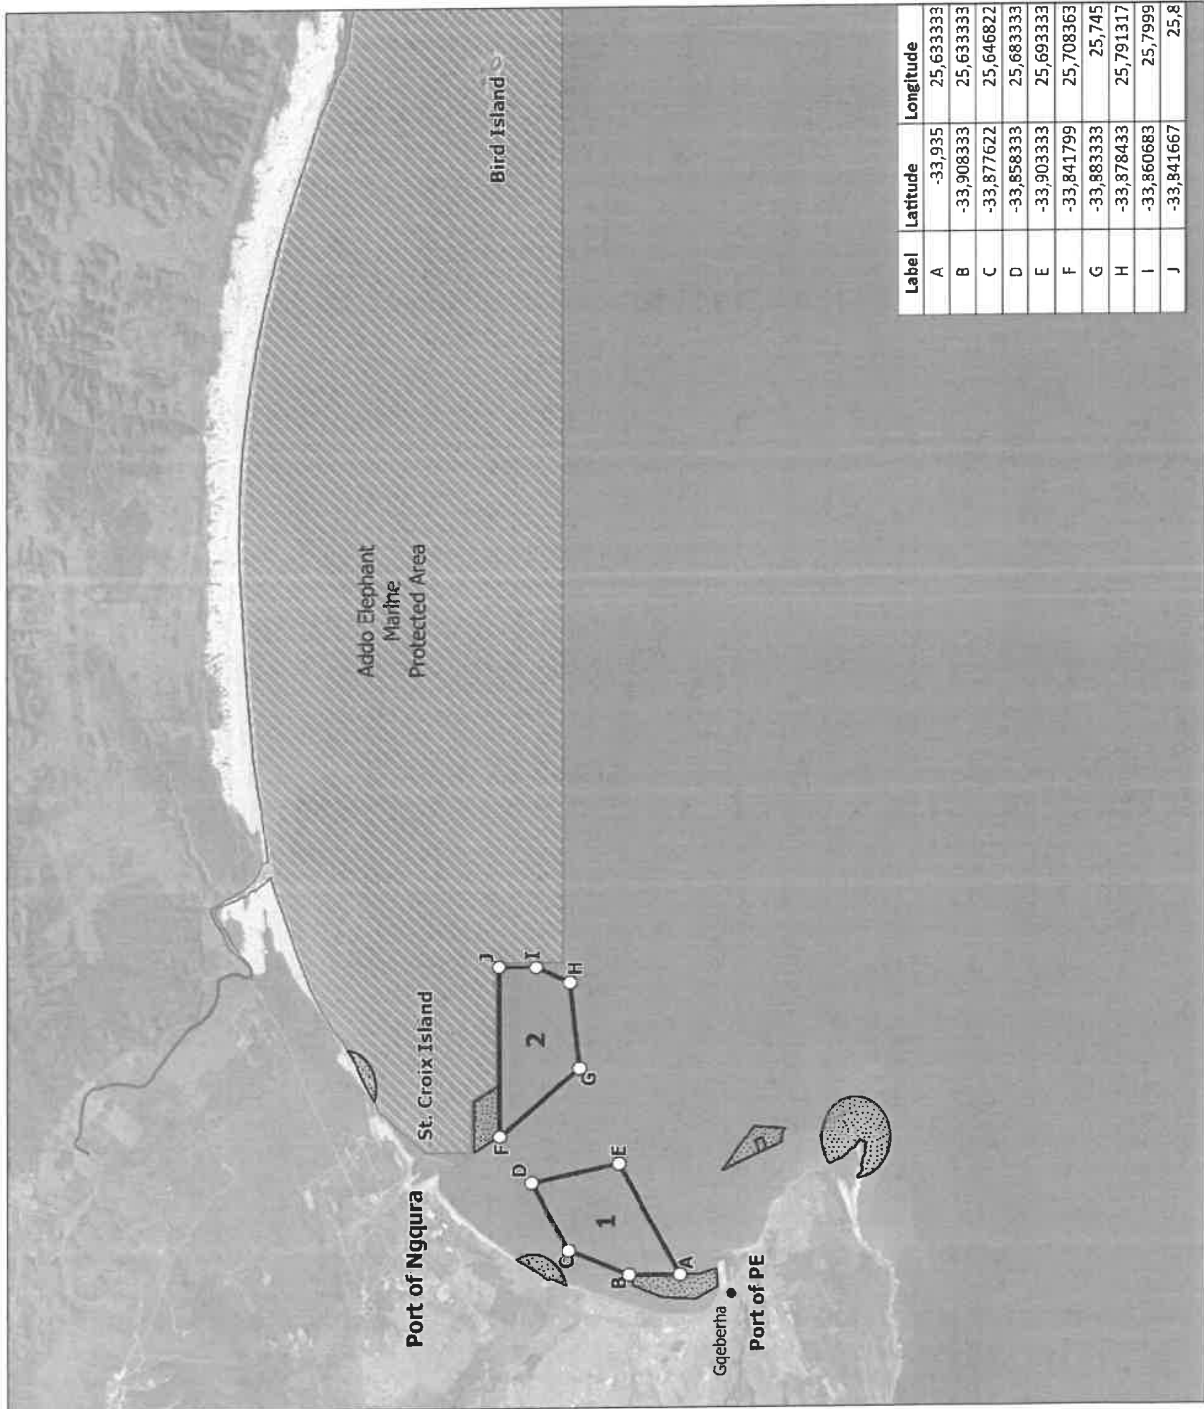 Addo Elephant
Marine
Protected Area
Bird Island
St. Croix Island
Port of Ngqura
D
F
J
C
1
2
I
B
E
G
H
A
Gqeberha
Port of PE
Label Latitude Longitude
A -33,935 25,633333
B -33,908333 25,633333
C -33,877622 25,646822
D -33,858333 25,683333
E -33,903333 25,693333
F -33,841799 25,708363
G -33,883333 25,745
H -33,878433 25,791317
I -33,860683 25,7999
J -33,841667 25,8